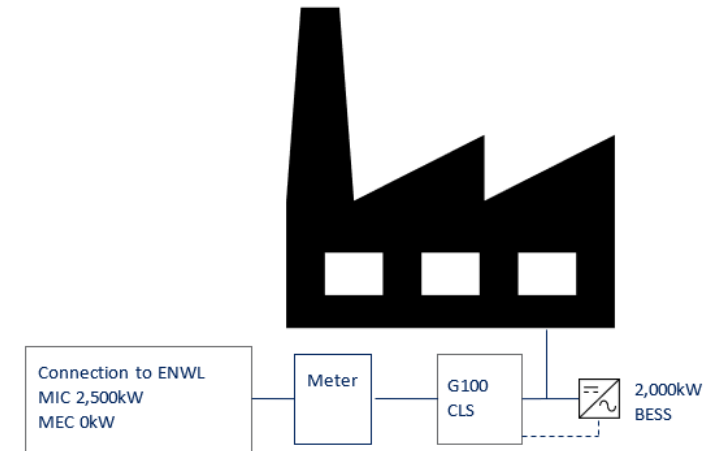 Connection to ENWL
MIC 2,500kW
MEC 0kW
Meter
G100
CLS
2,000kW
BESS